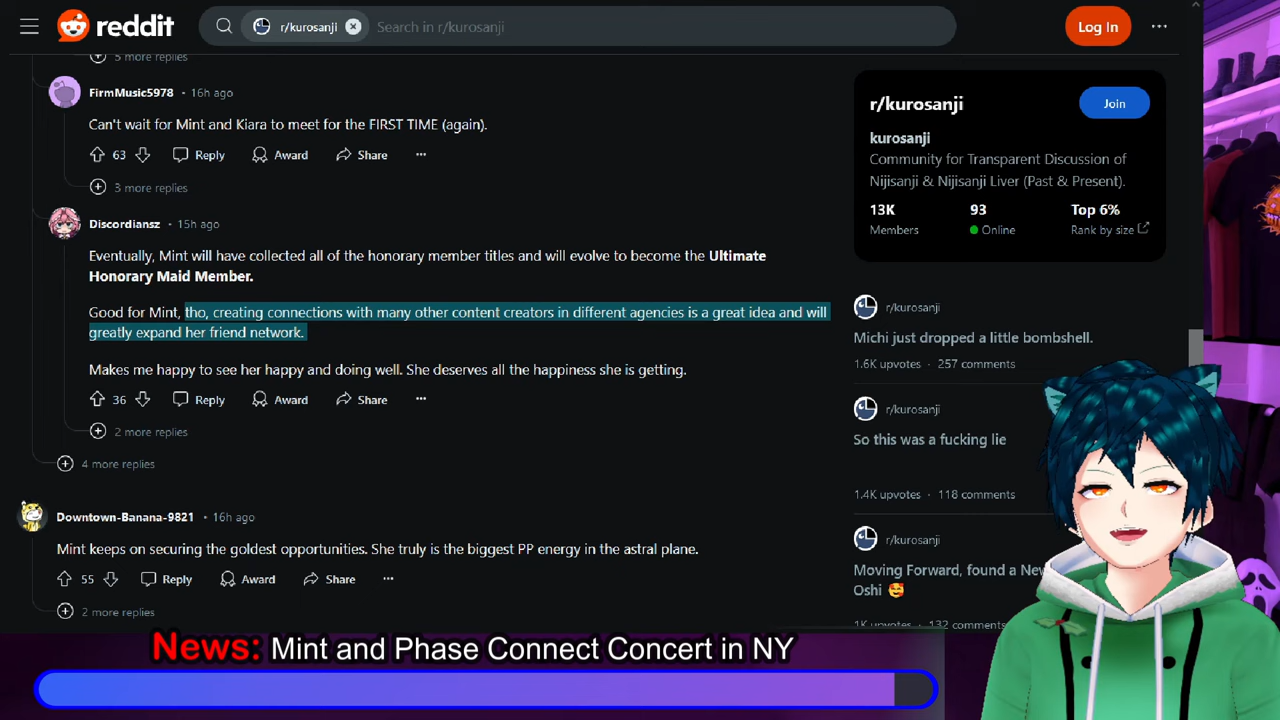 reddit
r/kurosanji
Search in r/kurosanji
Log In
5 more replies
FirmMusic5978 • 16h ago
Can't wait for Mint and Kiara to meet for the FIRST TIME (again).
63 Reply Award Share
3 more replies
Discordiansz • 15h ago
Eventually, Mint will have collected all of the honorary member titles and will evolve to become the Ultimate
Honorary Maid Member.
Good for Mint, tho, creating connections with many other content creators in different agencies is a great idea and will
greatly expand her friend network.
Makes me happy to see her happy and doing well. She deserves all the happiness she is getting.
36 Reply Award Share
2 more replies
4 more replies
Downtown-Banana-9821 • 16h ago
Mint keeps on securing the goldest opportunities. She truly is the biggest PP energy in the astral plane.
55 Reply Award Share
2 more replies
r/kurosanji
Join
kurosanji
Community for Transparent Discussion of
Nijisanji & Nijisanji Liver (Past & Present).
13K 93 Top 6%
Members Online Rank by size
r/kurosanji
Michi just dropped a little bombshell.
1.6K upvotes • 257 comments
r/kurosanji
So this was a fucking lie
1.4K upvotes • 118 comments
r/kurosanji
Moving Forward, found a New
Oshi 🥰
1K upvotes • 132 comments
News: Mint and Phase Connect Concert in NY